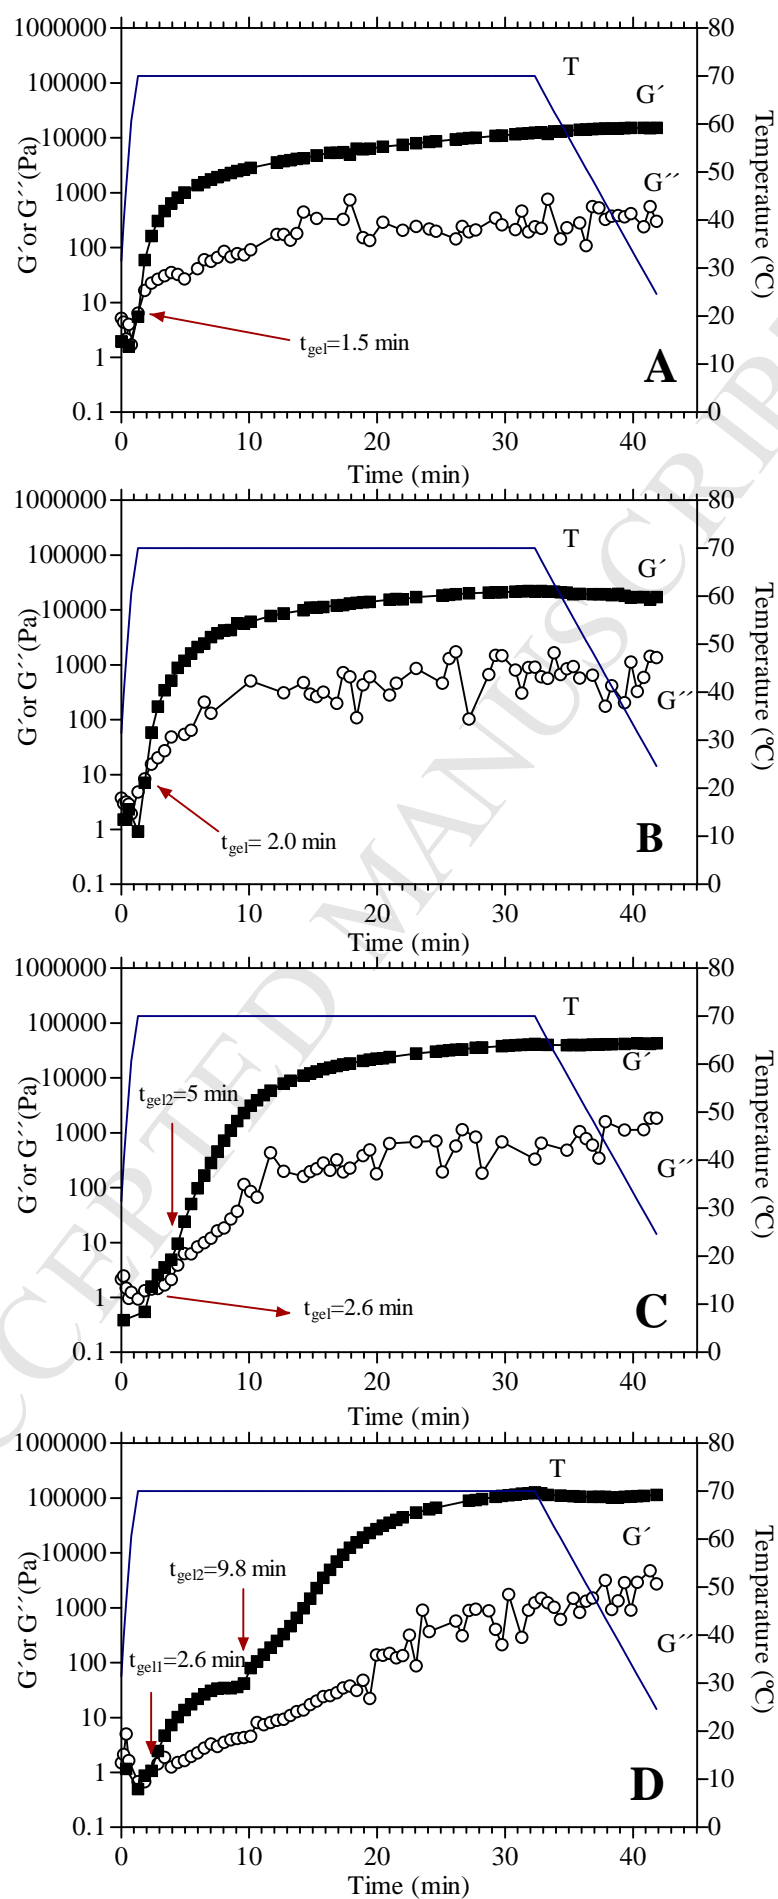 1000000
100000
10000
1000
100
10
1
0.1
G´or G´´(Pa)
80
70
60
50
40
30
20
10
0
Temperature (ºC)
T
G´
G´´
tgel=1.5 min
A
0 10 20 30 40
Time (min)
1000000
100000
10000
1000
100
10
1
0.1
G´or G´´(Pa)
80
70
60
50
40
30
20
10
0
Temperature (ºC)
T
G´
G´´
tgel= 2.0 min
B
0 10 20 30 40
Time (min)
1000000
100000
10000
1000
100
10
1
0.1
G´or G´´(Pa)
80
70
60
50
40
30
20
10
0
Temperature (ºC)
T
G´
tgel2=5 min
G´´
tgel=2.6 min
C
0 10 20 30 40
Time (min)
1000000
100000
10000
1000
100
10
1
0.1
G´or G´´(Pa)
80
70
60
50
40
30
20
10
0
Temparature (ºC)
T
G´
tgel2=9.8 min
G´´
tgel1=2.6 min
D
0 10 20 30 40
Time (min)
CCEPTED MANUSCRIPT